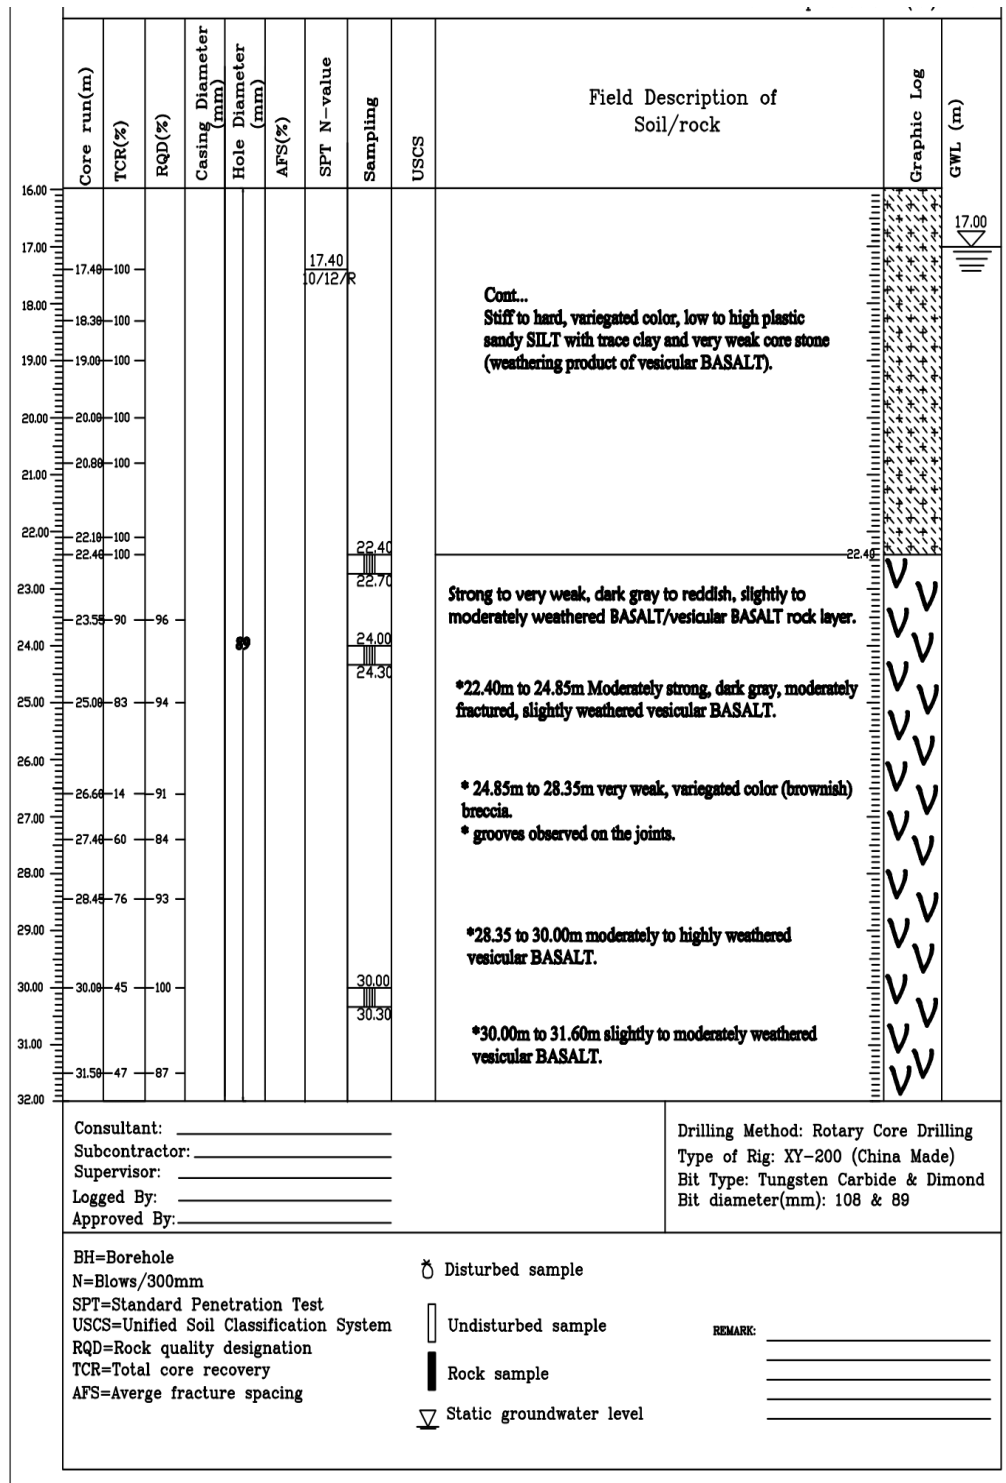 Core run(m)
TCR(%)
RQD(%)
Casing Diameter (mm)
Hole Diameter (mm)
AFS(%)
SPT N-value
Sampling
USCS
Field Description of
Soil/rock
Graphic Log
GWL (m)
16.00
17.00
17.00
17.40
17.40 100
10/12/R
Cont...
18.00
Stiff to hard, variegated color, low to high plastic
18.30 100
sandy SILT with trace clay and very weak core stone
19.00 19.00 100
(weathering product of vesicular BASALT).
20.00 20.00 100
20.80 100
21.00
22.00
22.10 100
22.40
22.40 100
22.40
22.70
23.00
Strong to very weak, dark gray to reddish, slightly to
moderately weathered BASALT/vesicular BASALT rock layer.
23.55 90 96
24.00 89 24.00
24.30
*22.40m to 24.85m Moderately strong, dark gray, moderately
fractured, slightly weathered vesicular BASALT.
25.00 25.00 83 94
26.00
26.60 14 91
* 24.85m to 28.35m very weak, variegated color (brownish)
breccia.
27.00
* grooves observed on the joints.
27.40 60 84
28.00
28.45 76 93
29.00
*28.35 to 30.00m moderately to highly weathered
vesicular BASALT.
30.00 30.00 45 100 30.00
30.30
*30.00m to 31.60m slightly to moderately weathered
vesicular BASALT.
31.00
31.50 47 87
32.00
Consultant:
Subcontractor:
Supervisor:
Logged By:
Approved By:
Drilling Method: Rotary Core Drilling
Type of Rig: XY-200 (China Made)
Bit Type: Tungsten Carbide & Dimond
Bit diameter(mm): 108 & 89
BH=Borehole
N=Blows/300mm
SPT=Standard Penetration Test
USCS=Unified Soil Classification System
RQD=Rock quality designation
TCR=Total core recovery
AFS=Averge fracture spacing
Disturbed sample
Undisturbed sample
Rock sample
Static groundwater level
REMARK: